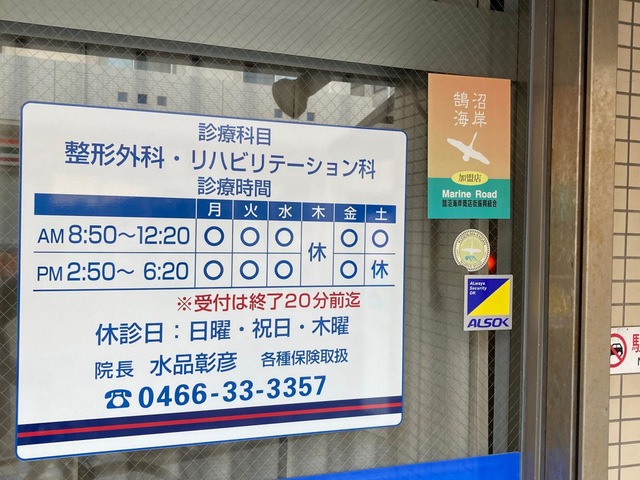 診療科目
整形外科・リハビリテーション科
診療時間
月 火 水 木 金 土
AM 8:50〜12:20 ○ ○ ○ 休 ○ ○
PM 2:50〜 6:20 ○ ○ ○ ○ 休
※受付は終了20分前迄
休診日：日曜・祝日・木曜
院長 水品彰彦 各種保険取扱
☎0466-33-3357
鵠沼
海岸
加盟店
Marine Road
鵠沼海岸商店街振興組合
ALways
Security
OK
ALSOK
駐